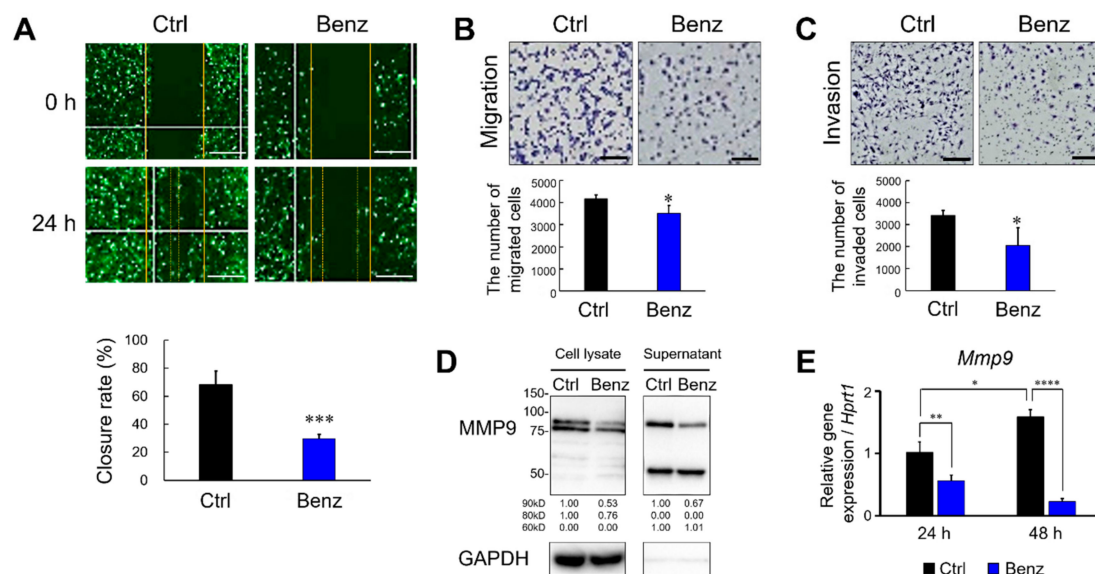 A
Ctrl
Benz
0 h
24 h
Closure rate (%)
100
80
60
40
20
0
Ctrl
Benz
***
B
Ctrl
Benz
Migration
The number of
migrated cells
5000
4000
3000
2000
1000
0
*
Ctrl
Benz
C
Ctrl
Benz
Invasion
The number of
invaded cells
5000
4000
3000
2000
1000
0
*
Ctrl
Benz
D
Cell lysate
Supernatant
Ctrl Benz
Ctrl Benz
150-
100-
75-
50-
MMP9
90kD 1.00 0.53 1.00 0.67
80kD 1.00 0.76 0.00 0.00
60kD 0.00 0.00 1.00 1.01
GAPDH
E
Mmp9
Relative gene
expression / Hprt1
2
1
0
*
**
****
24 h
48 h
Ctrl
Benz